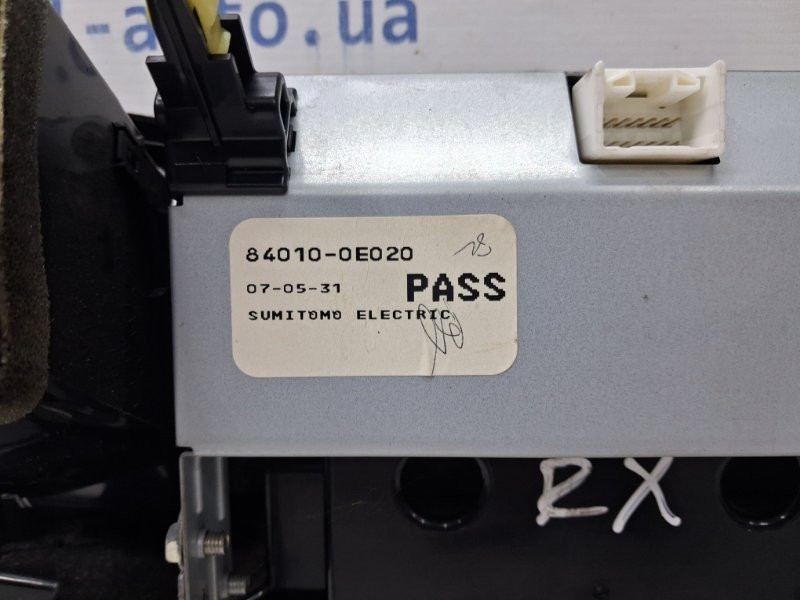 -auto.ua
84010-0E020
07-05-31 PASS
SUMITOMO ELECTRIC
RX